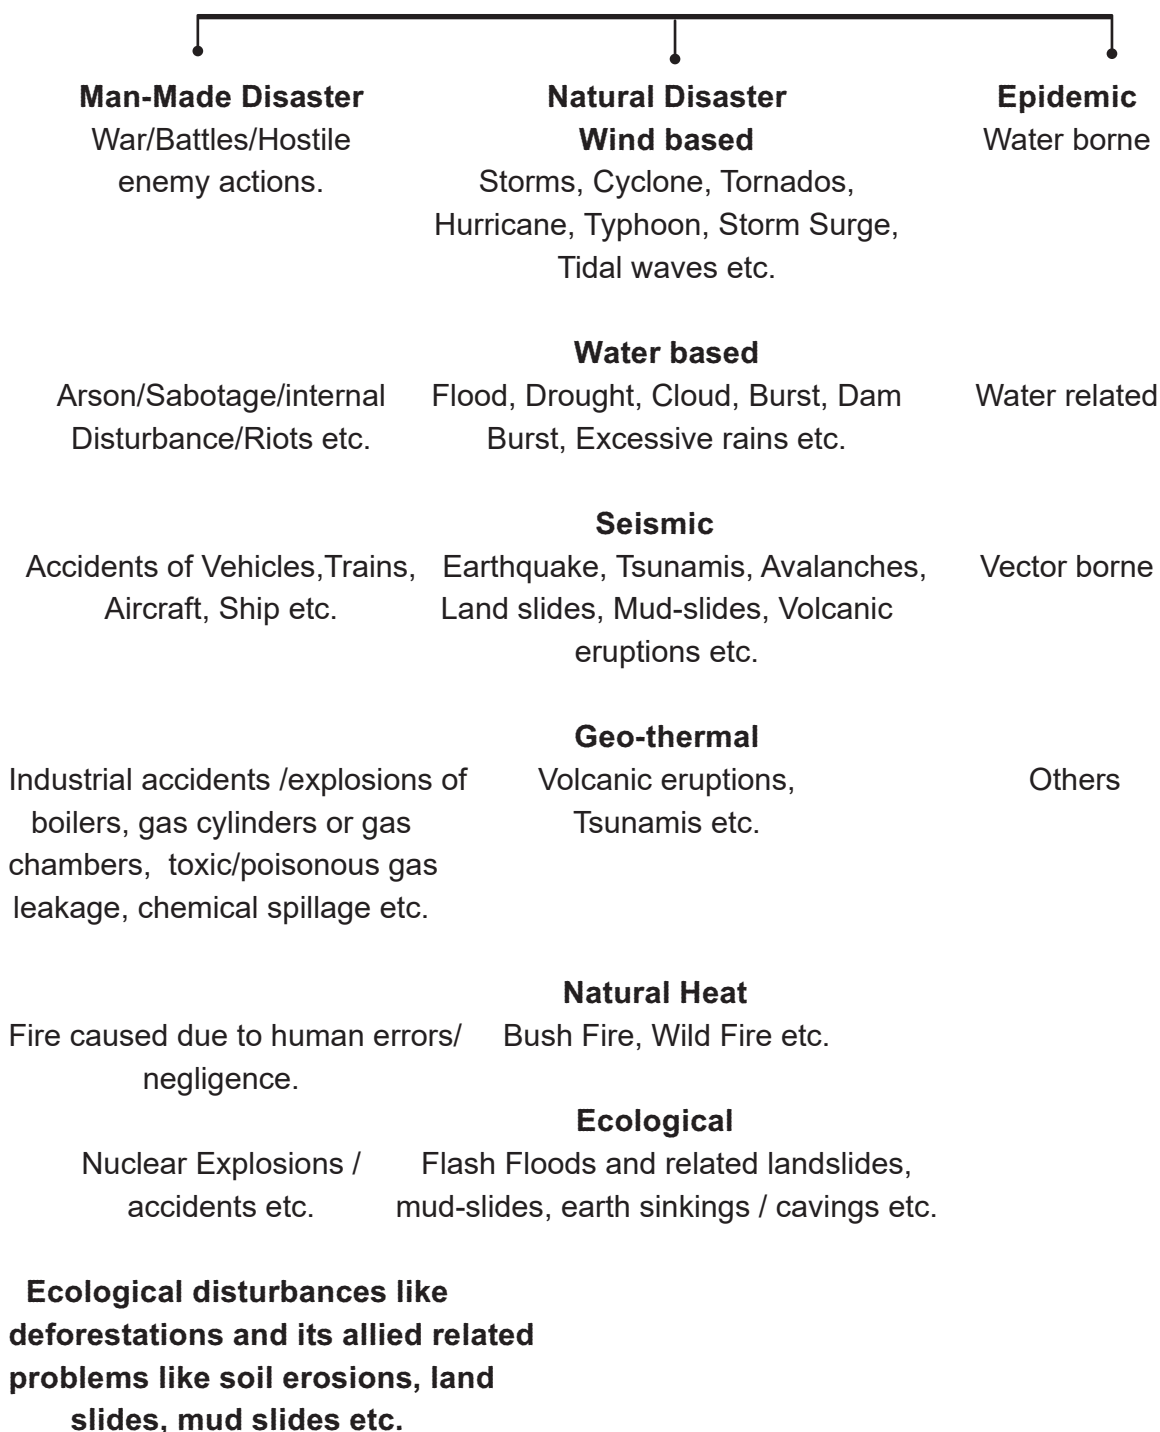 Man-Made Disaster Natural Disaster Epidemic
War/Battles/Hostile Wind based Water borne
enemy actions. Storms, Cyclone, Tornados,
Hurricane, Typhoon, Storm Surge,
Tidal waves etc.
Water based
Arson/Sabotage/internal Flood, Drought, Cloud, Burst, Dam Water related
Disturbance/Riots etc. Burst, Excessive rains etc.
Seismic
Accidents of Vehicles,Trains, Earthquake, Tsunamis, Avalanches, Vector borne
Aircraft, Ship etc. Land slides, Mud-slides, Volcanic
eruptions etc.
Geo-thermal
Industrial accidents /explosions of Volcanic eruptions, Others
boilers, gas cylinders or gas Tsunamis etc.
chambers, toxic/poisonous gas
leakage, chemical spillage etc.
Natural Heat
Fire caused due to human errors/ Bush Fire, Wild Fire etc.
negligence.
Ecological
Nuclear Explosions / Flash Floods and related landslides,
accidents etc. mud-slides, earth sinkings / cavings etc.
Ecological disturbances like
deforestations and its allied related
problems like soil erosions, land
slides, mud slides etc.